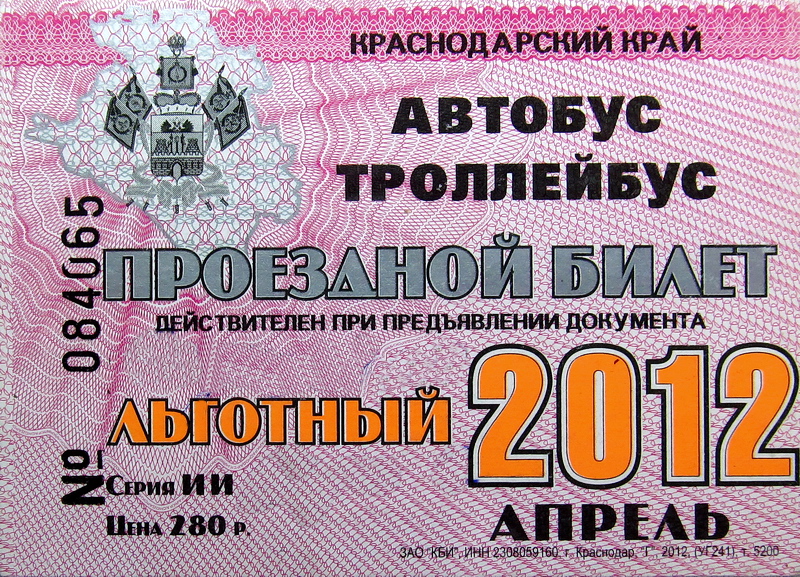 КРАСНОДАРСКИЙ КРАЙ
АВТОБУС
ТРОЛЛЕЙБУС
ПРОЕЗДНОЙ БИЛЕТ
ДЕЙСТВИТЕЛЕН ПРИ ПРЕДЪЯВЛЕНИИ ДОКУМЕНТА
ЛЬГОТНЫЙ 2012
АПРЕЛЬ
№ 084065
Серия ИИ
Цена 280 р.
ЗАО "КБИ", ИНН 2308059160, г. Краснодар, "Г", 2012, (УГ241), т. 5200